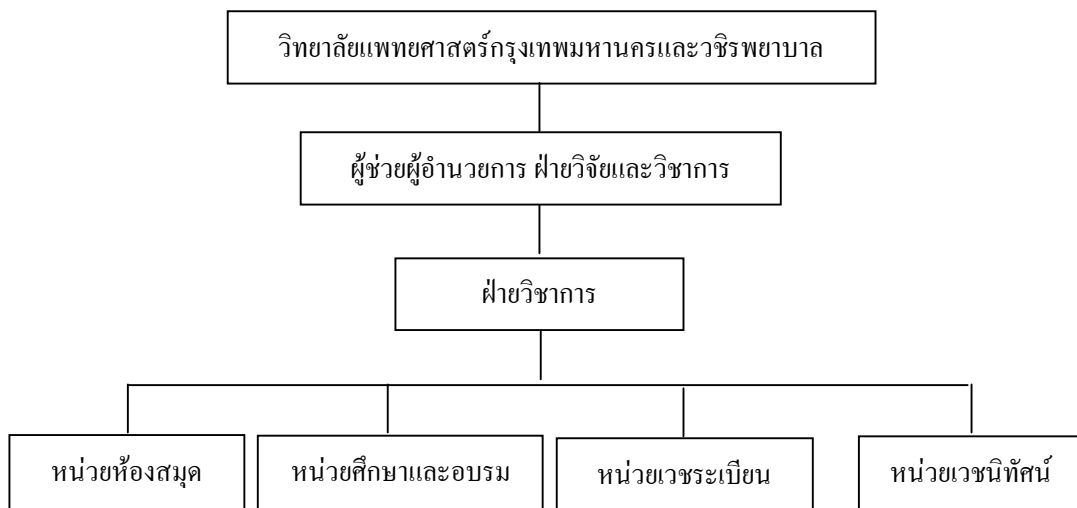 วิทยาลัยแพทยศาสตร์กรุงเทพมหานครและวชิรพยาบาล
ผู้ช่วยผู้อำนวยการ ฝ่ายวิจัยและวิชาการ
ฝ่ายวิชาการ
หน่วยห้องสมุด
หน่วยศึกษาและอบรม
หน่วยเวชระเบียน
หน่วยเวชนิทัศน์